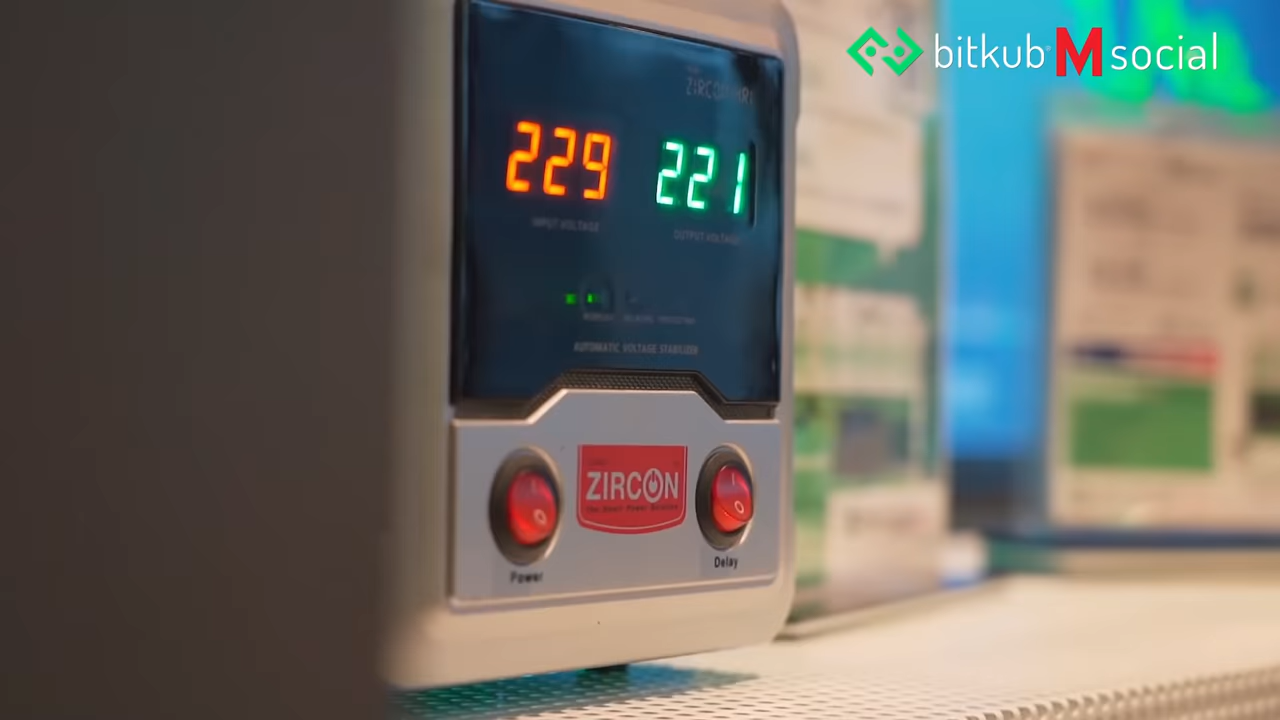 bitkub M social
229 221
INPUT VOLTAGE OUTPUT VOLTAGE
AUTOMATIC VOLTAGE STABILIZER
ZIRCON
Power Delay